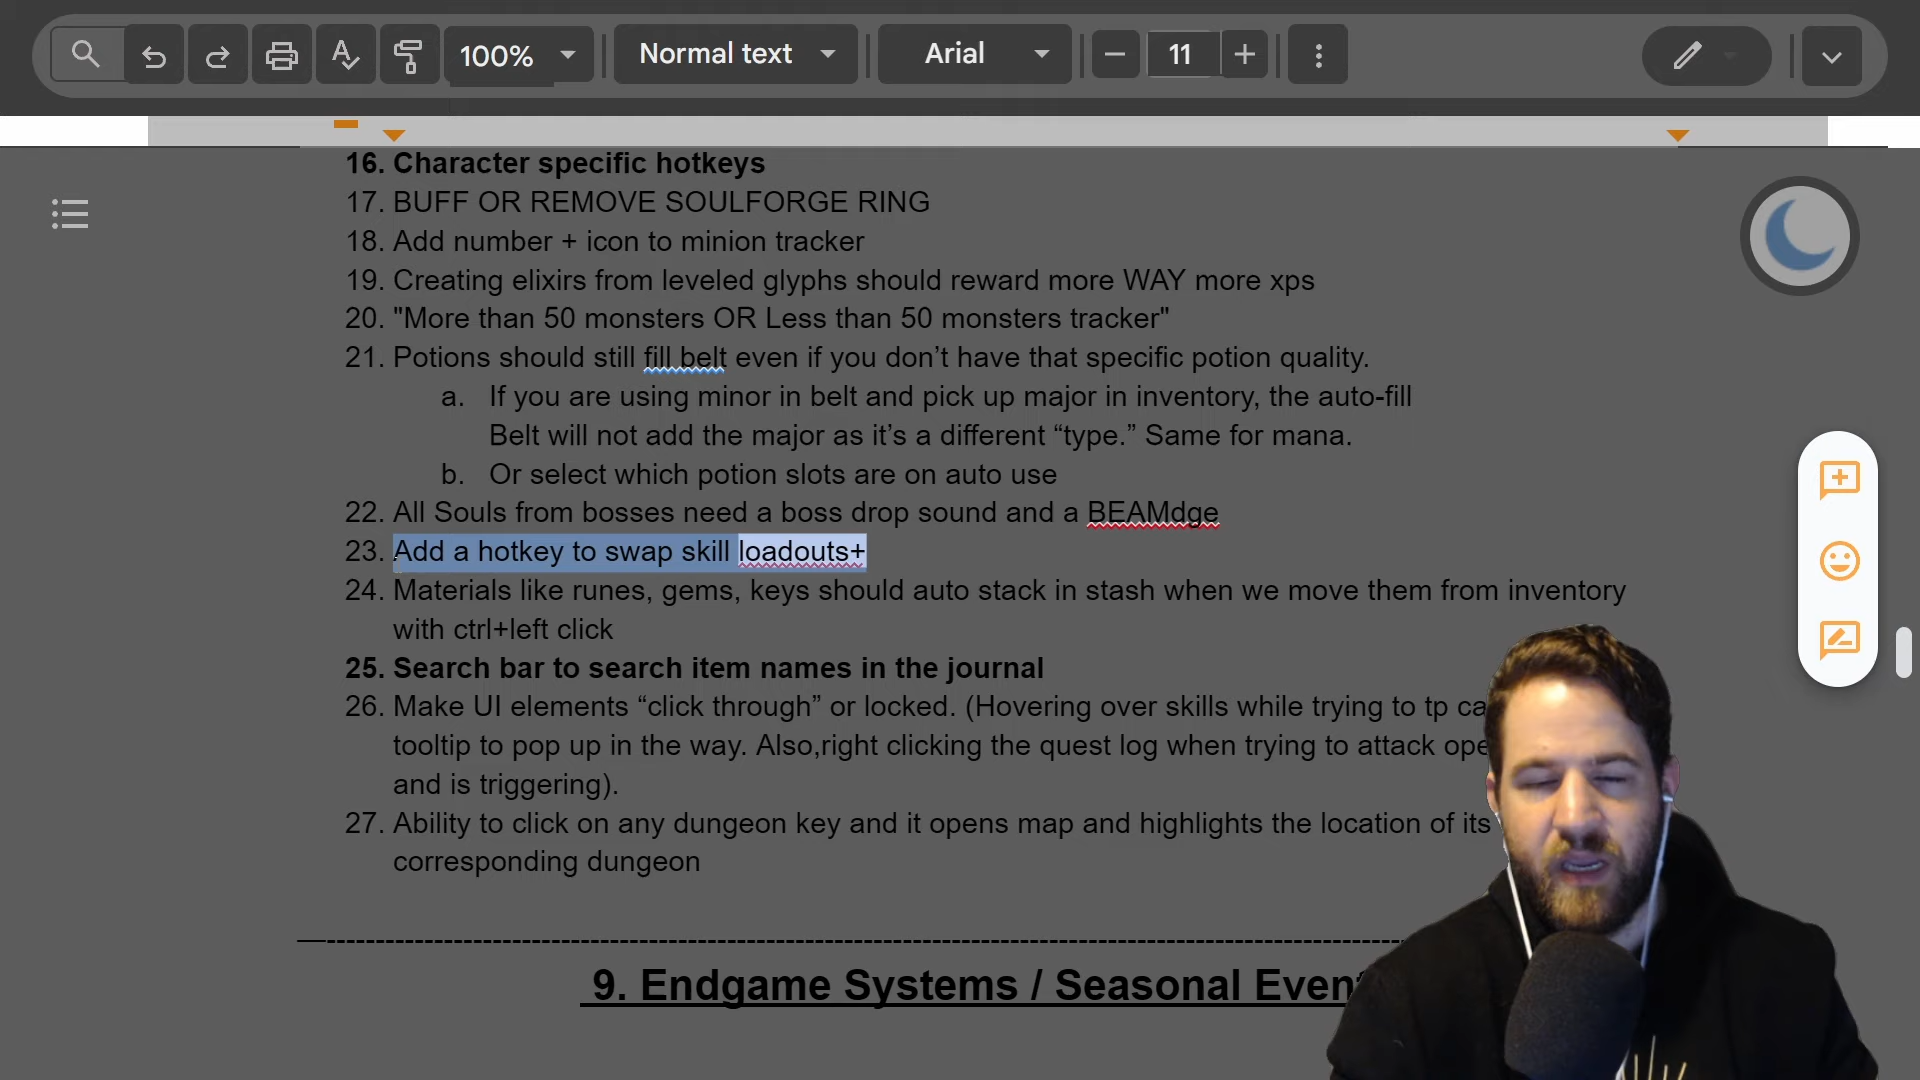 100%
Normal text
Arial
11
16. Character specific hotkeys
17. BUFF OR REMOVE SOULFORGE RING
18. Add number + icon to minion tracker
19. Creating elixirs from leveled glyphs should reward more WAY more xps
20. "More than 50 monsters OR Less than 50 monsters tracker"
21. Potions should still fill belt even if you don’t have that specific potion quality.
a. If you are using minor in belt and pick up major in inventory, the auto-fill
Belt will not add the major as it’s a different “type.” Same for mana.
b. Or select which potion slots are on auto use
22. All Souls from bosses need a boss drop sound and a BEAMdge
23. Add a hotkey to swap skill loadouts+
24. Materials like runes, gems, keys should auto stack in stash when we move them from inventory
with ctrl+left click
25. Search bar to search item names in the journal
26. Make UI elements “click through” or locked. (Hovering over skills while trying to tp
tooltip to pop up in the way. Also,right clicking the quest log when trying to attack
and is triggering).
27. Ability to click on any dungeon key and it opens map and highlights the location of its
corresponding dungeon
9. Endgame Systems / Seasonal